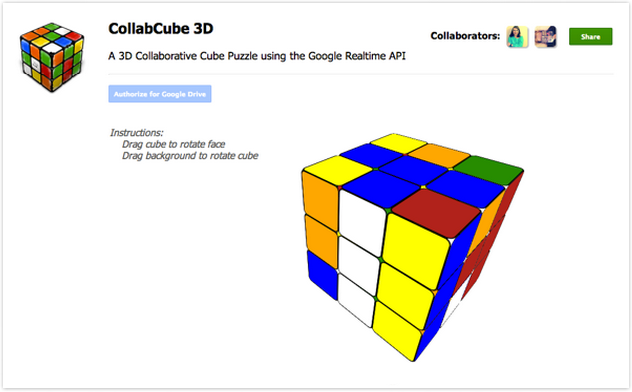 CollabCube 3D
Collaborators:
Share
A 3D Collaborative Cube Puzzle using the Google Realtime API
Authorize for Google Drive
Instructions:
Drag cube to rotate face
Drag background to rotate cube